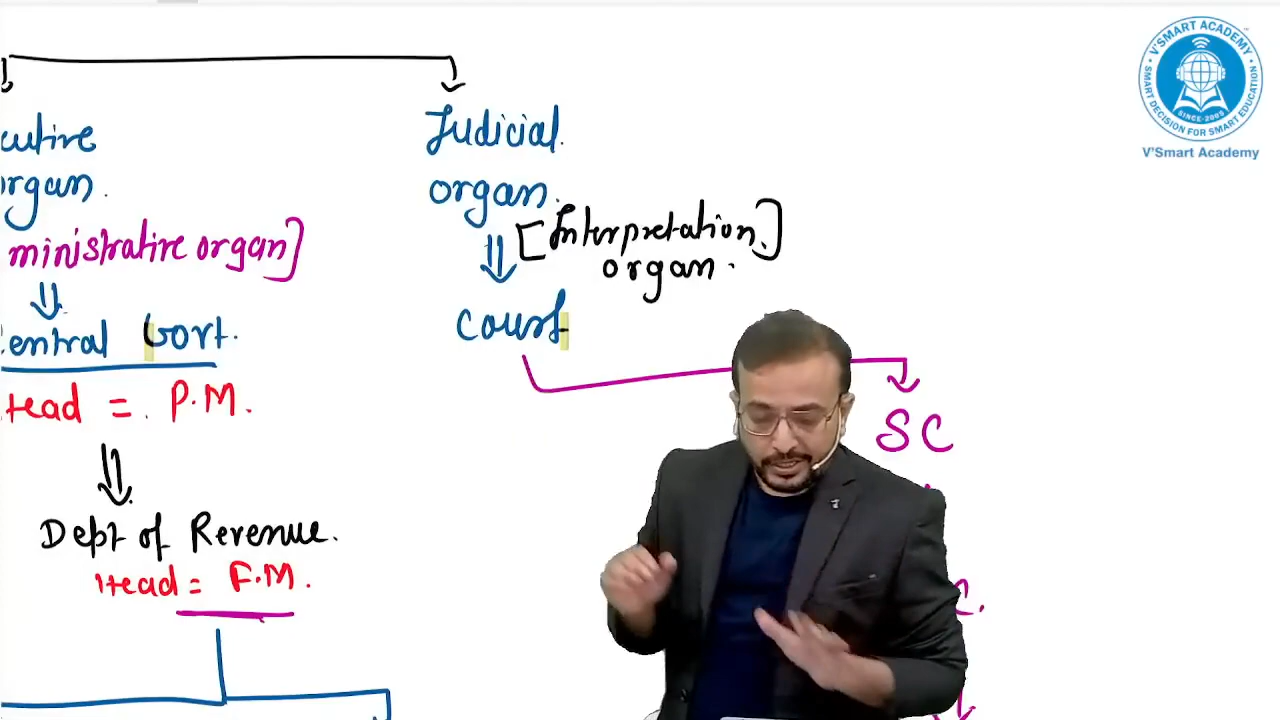 cutive
organ.
ministrative organ]
Central Govt.
Head = P.M.
Dept of Revenue.
Head = F.M.
Judicial
organ.
[Interpretation.]
organ.
Court
SC
C.
V'SMART ACADEMY
SINCE-2005
SMART DECISION FOR SMART EDUCATION
V'Smart Academy